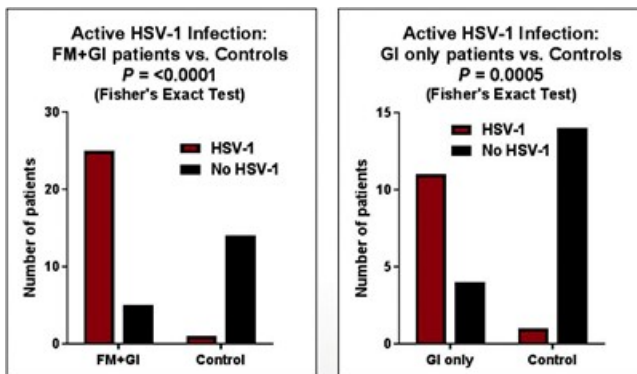 Active HSV-1 Infection:
FM+GI patients vs. Controls
P = <0.0001
(Fisher's Exact Test)
30
20
10
0
Number of patients
HSV-1
No HSV-1
FM+GI
Control
Active HSV-1 Infection:
GI only patients vs. Controls
P = 0.0005
(Fisher's Exact Test)
15
10
5
0
Number of patients
HSV-1
No HSV-1
GI only
Control